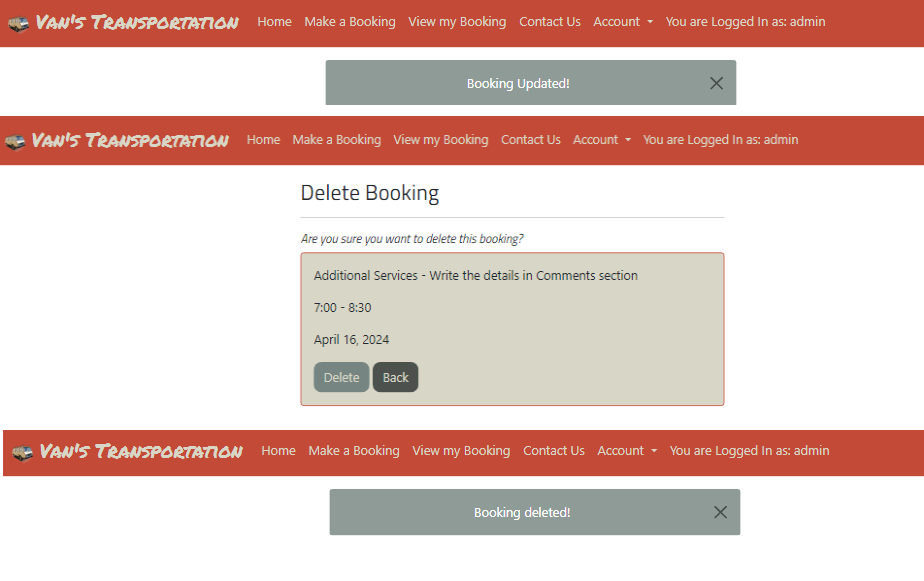 Van's Transportation Home Make a Booking View my Booking Contact Us Account You are Logged In as: admin
Booking Updated!
Van's Transportation Home Make a Booking View my Booking Contact Us Account You are Logged In as: admin
Delete Booking
Are you sure you want to delete this booking?
Additional Services - Write the details in Comments section
7:00 - 8:30
April 16, 2024
Delete Back
Van's Transportation Home Make a Booking View my Booking Contact Us Account You are Logged In as: admin
Booking deleted!